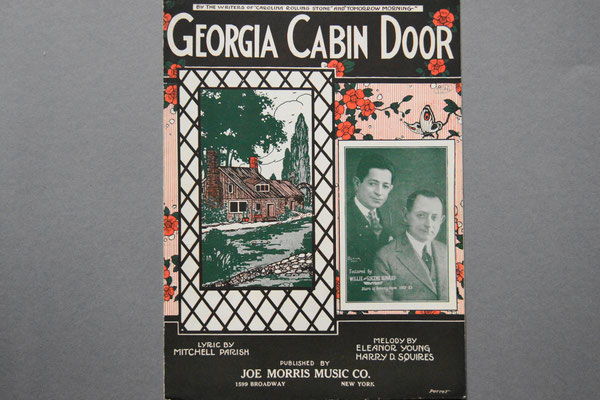 BY THE WRITERS OF "CAROLINA ROLLING STONE" AND "TOMORROW MORNING"
GEORGIA CABIN DOOR
LYRIC BY
MITCHELL PARISH
MELODY BY
ELEANOR YOUNG
HARRY D. SQUIRES
PUBLISHED BY
JOE MORRIS MUSIC CO.
1599 BROADWAY NEW YORK